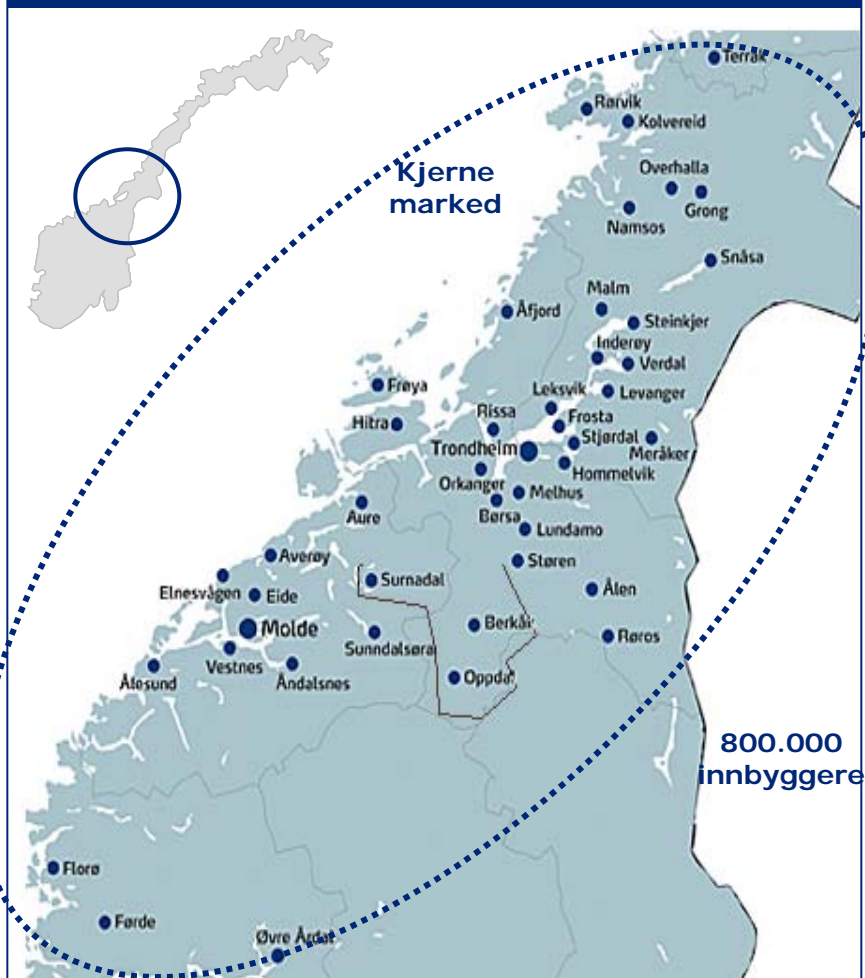 Terråk
Rørvik
Kolvereid
Kjerne
marked
Overhalla
Grong
Namsos
Snåsa
Malm
Åfjord
Steinkjer
Inderøy
Verdal
Frøya
Leksvik
Levanger
Hitra
Rissa
Frosta
Stjørdal
Trondheim
Meråker
Hommelvik
Orkanger
Melhus
Aure
Børsa
Lundamo
Averøy
Støren
Elnesvågen
Eide
Surnadal
Ålen
Molde
Berkåk
Sunndalsøra
Røros
Vestnes
Ålesund
Åndalsnes
Oppdal
800.000
innbyggere
Florø
Førde
Øvre Årdal